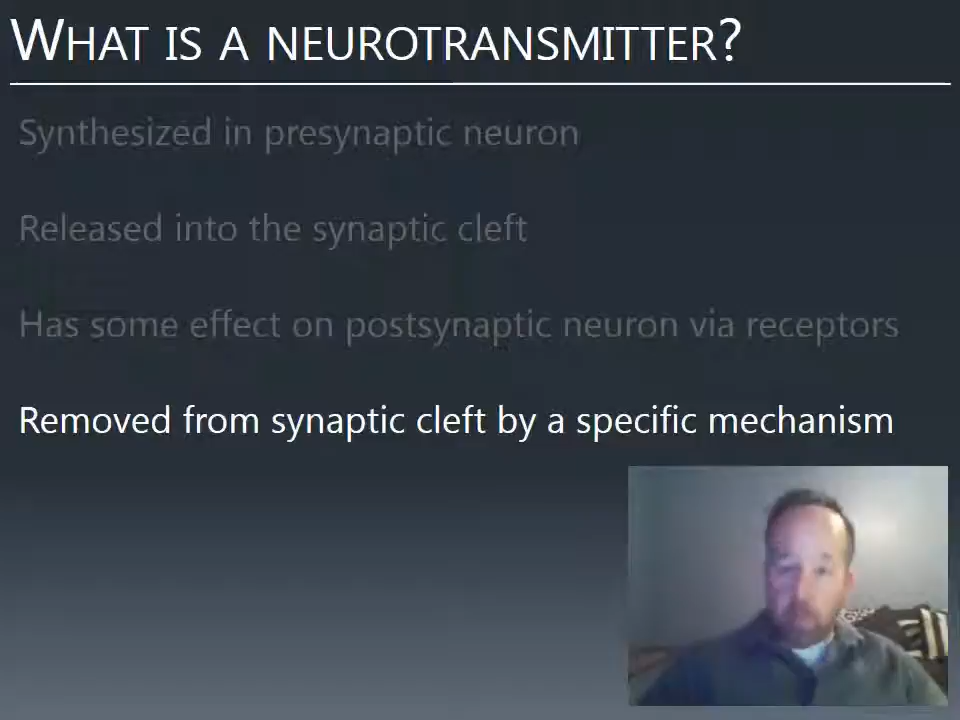 WHAT IS A NEUROTRANSMITTER?
Synthesized in presynaptic neuron
Released into the synaptic cleft
Has some effect on postsynaptic neuron via receptors
Removed from synaptic cleft by a specific mechanism